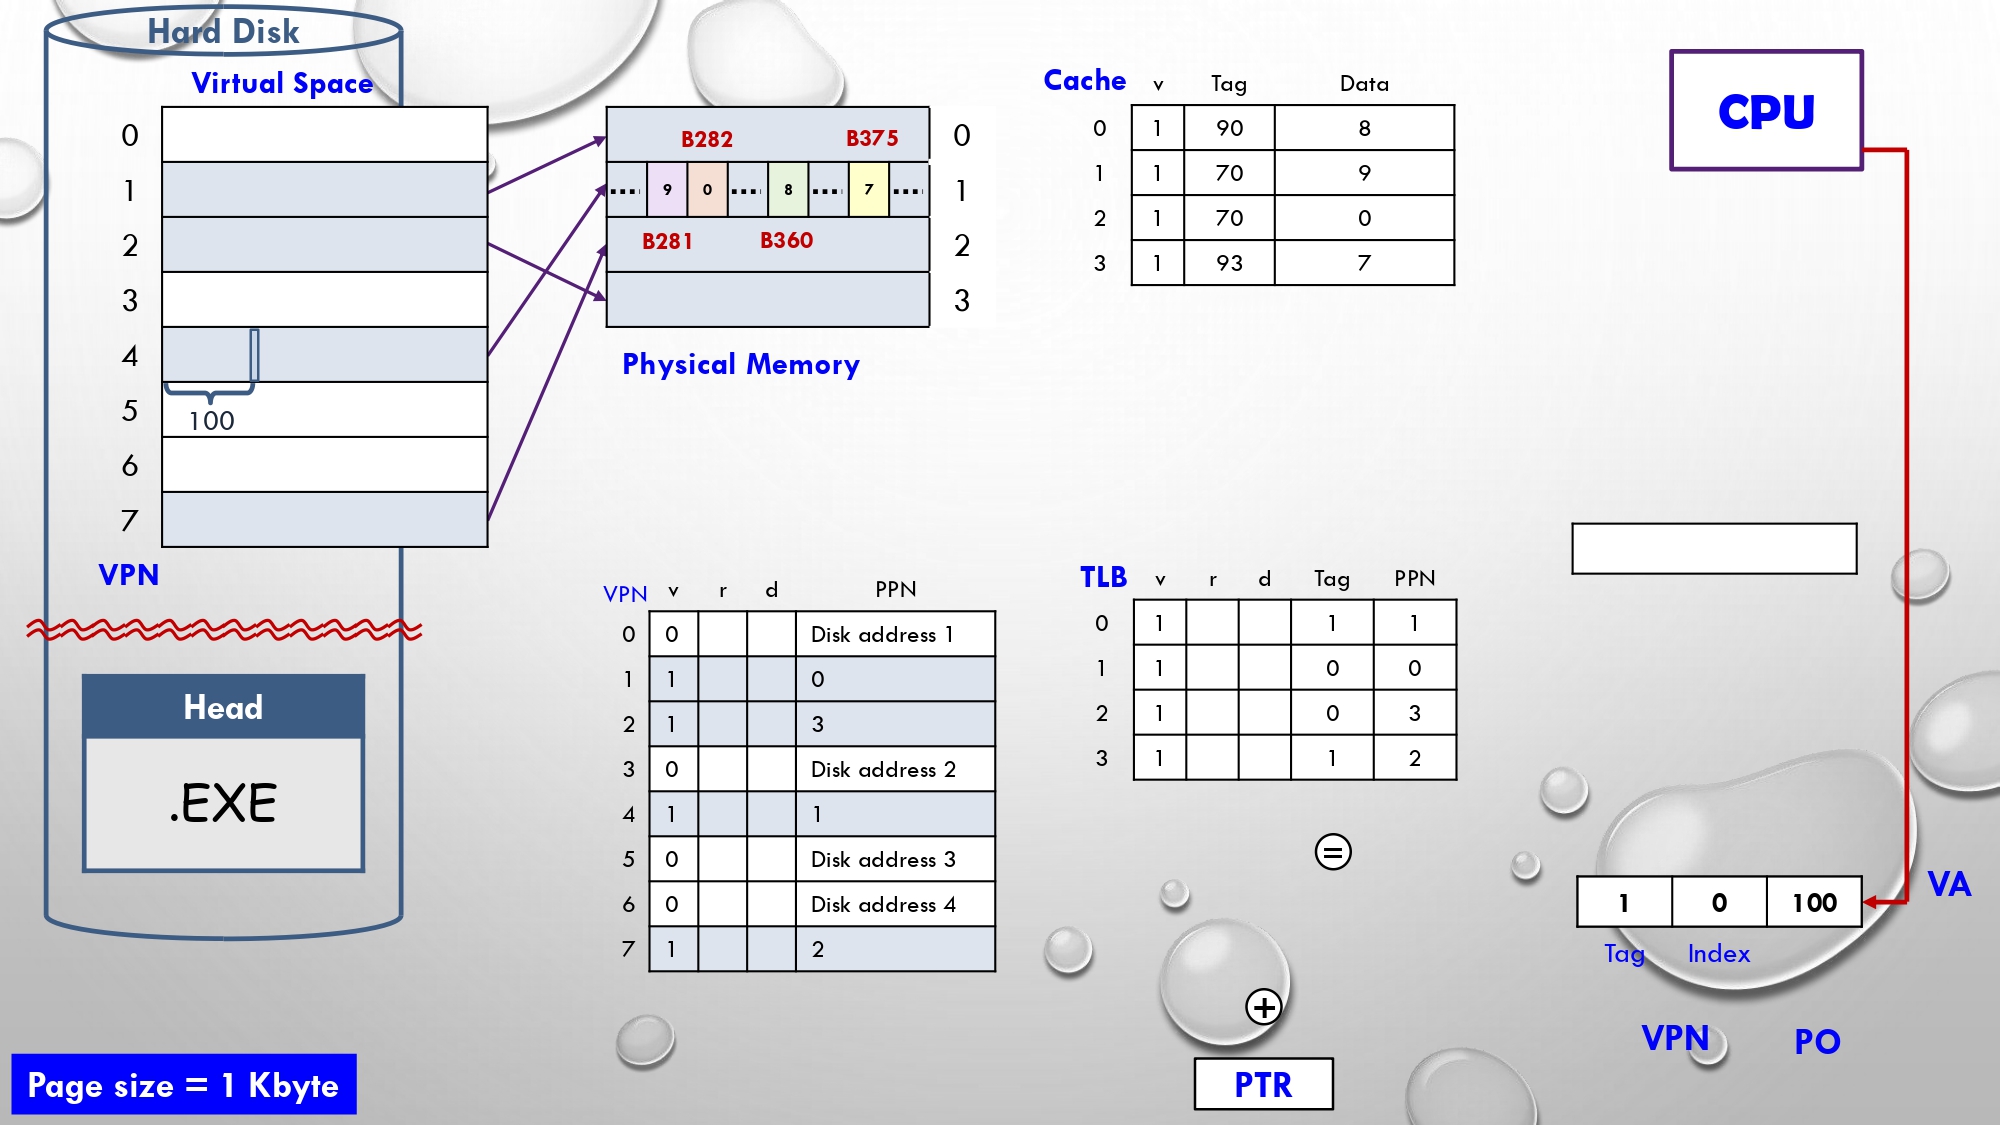 Hard Disk
Virtual Space
0
1
2
3
4
5
6
7
100
VPN
Head
.EXE
Page size = 1 Kbyte
B282 B375
.... 9 0 .... 8 .... 7 ....
B281 B360
0
1
2
3
Physical Memory
VPN v r d PPN
0 0 Disk address 1
1 1 0
2 1 3
3 0 Disk address 2
4 1 1
5 0 Disk address 3
6 0 Disk address 4
7 1 2
Cache v Tag Data
0 1 90 8
1 1 70 9
2 1 70 0
3 1 93 7
TLB v r d Tag PPN
0 1 1 1
1 1 0 0
2 1 0 3
3 1 1 2
=
+
PTR
CPU
VA
1 0 100
Tag Index
VPN PO